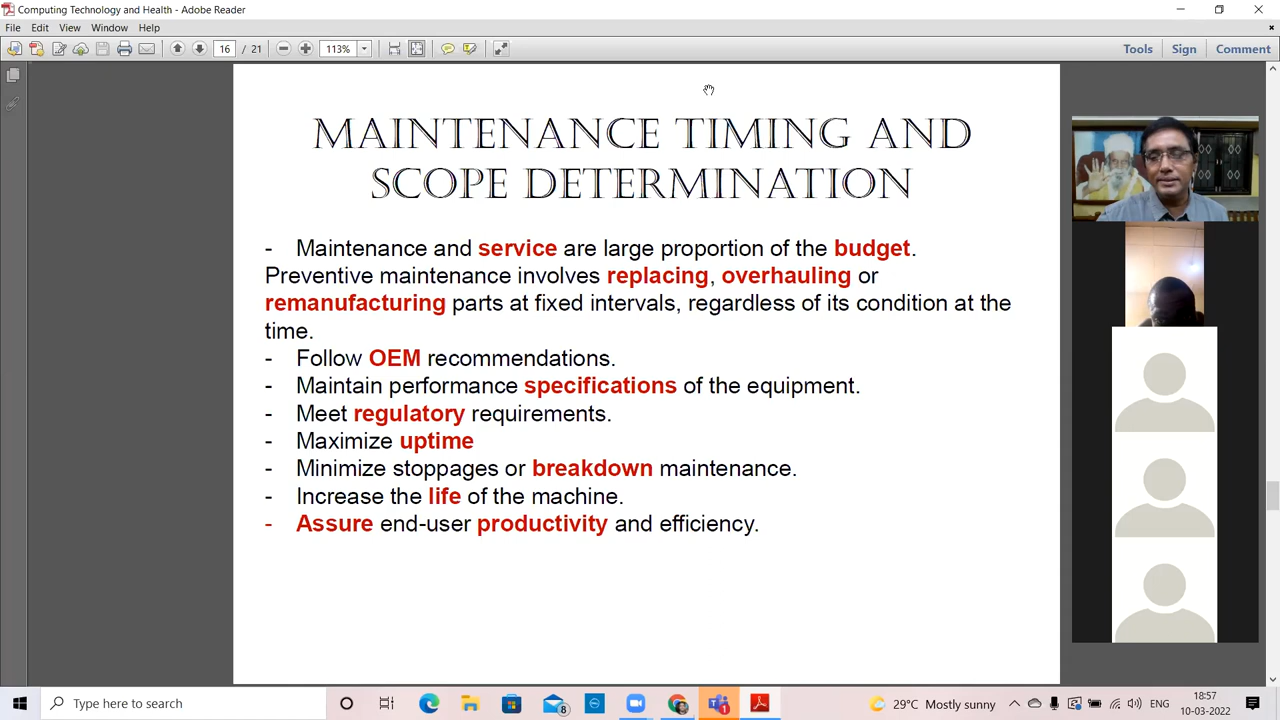 Computing Technology and Health - Adobe Reader
File Edit View Window Help
16 / 21 113% Tools Sign Comment
MAINTENANCE TIMING AND
SCOPE DETERMINATION
- Maintenance and service are large proportion of the budget.
Preventive maintenance involves replacing, overhauling or
remanufacturing parts at fixed intervals, regardless of its condition at the
time.
- Follow OEM recommendations.
- Maintain performance specifications of the equipment.
- Meet regulatory requirements.
- Maximize uptime
- Minimize stoppages or breakdown maintenance.
- Increase the life of the machine.
- Assure end-user productivity and efficiency.
Type here to search
8
1
29°C Mostly sunny
ENG
18:57
10-03-2022